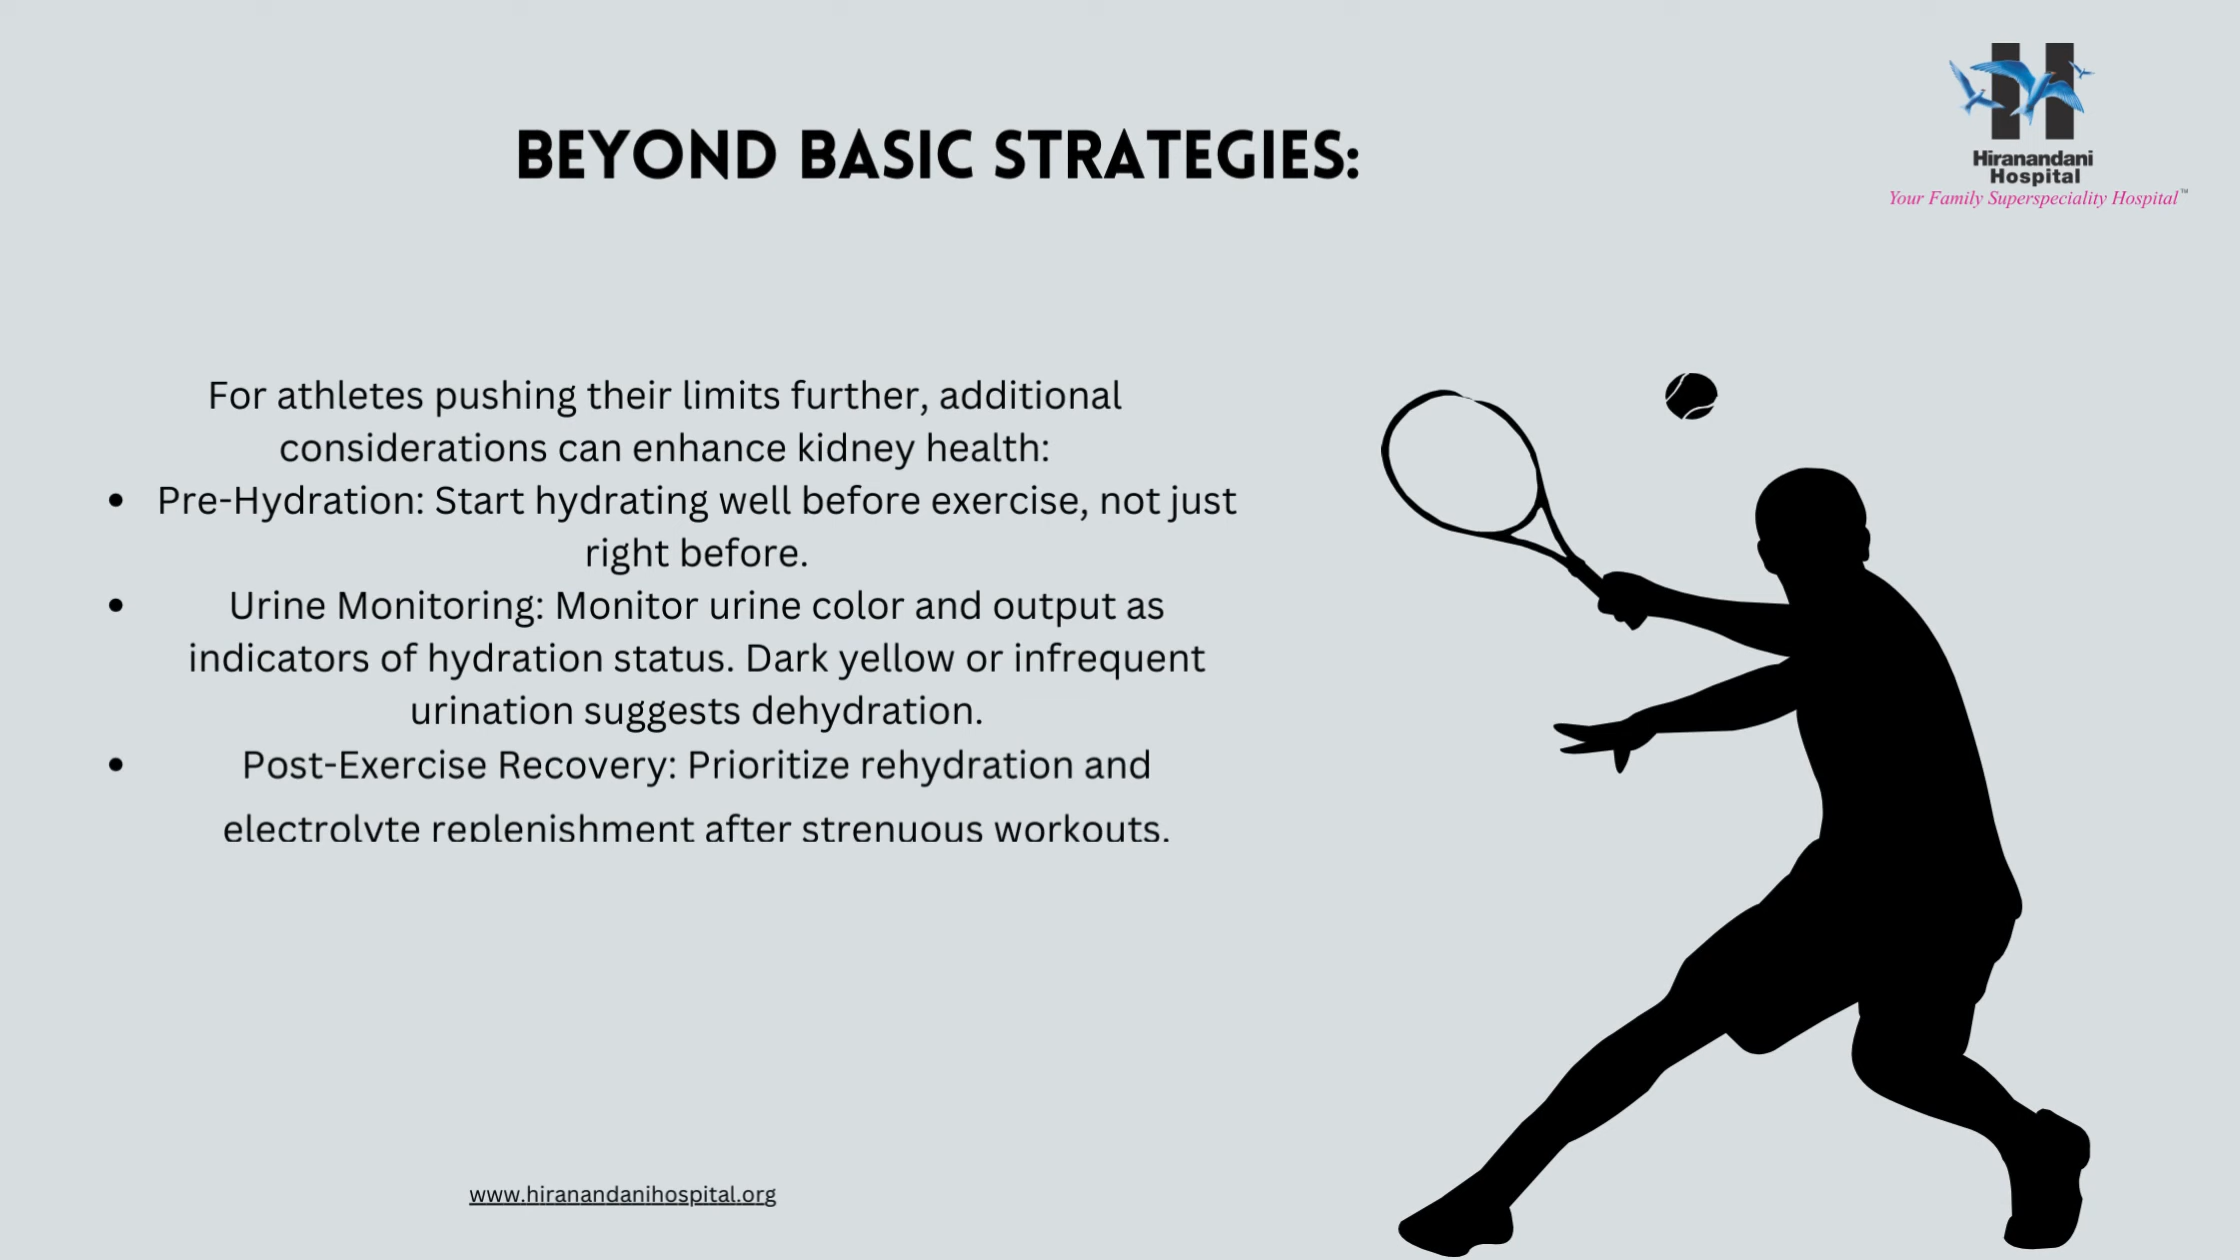 BEYOND BASIC STRATEGIES:
Hiranandani
Hospital
Your Family Superspeciality Hospital™
For athletes pushing their limits further, additional
considerations can enhance kidney health:
• Pre-Hydration: Start hydrating well before exercise, not just
right before.
• Urine Monitoring: Monitor urine color and output as
indicators of hydration status. Dark yellow or infrequent
urination suggests dehydration.
• Post-Exercise Recovery: Prioritize rehydration and
electrolyte replenishment after strenuous workouts.
www.hiranandanihospital.org